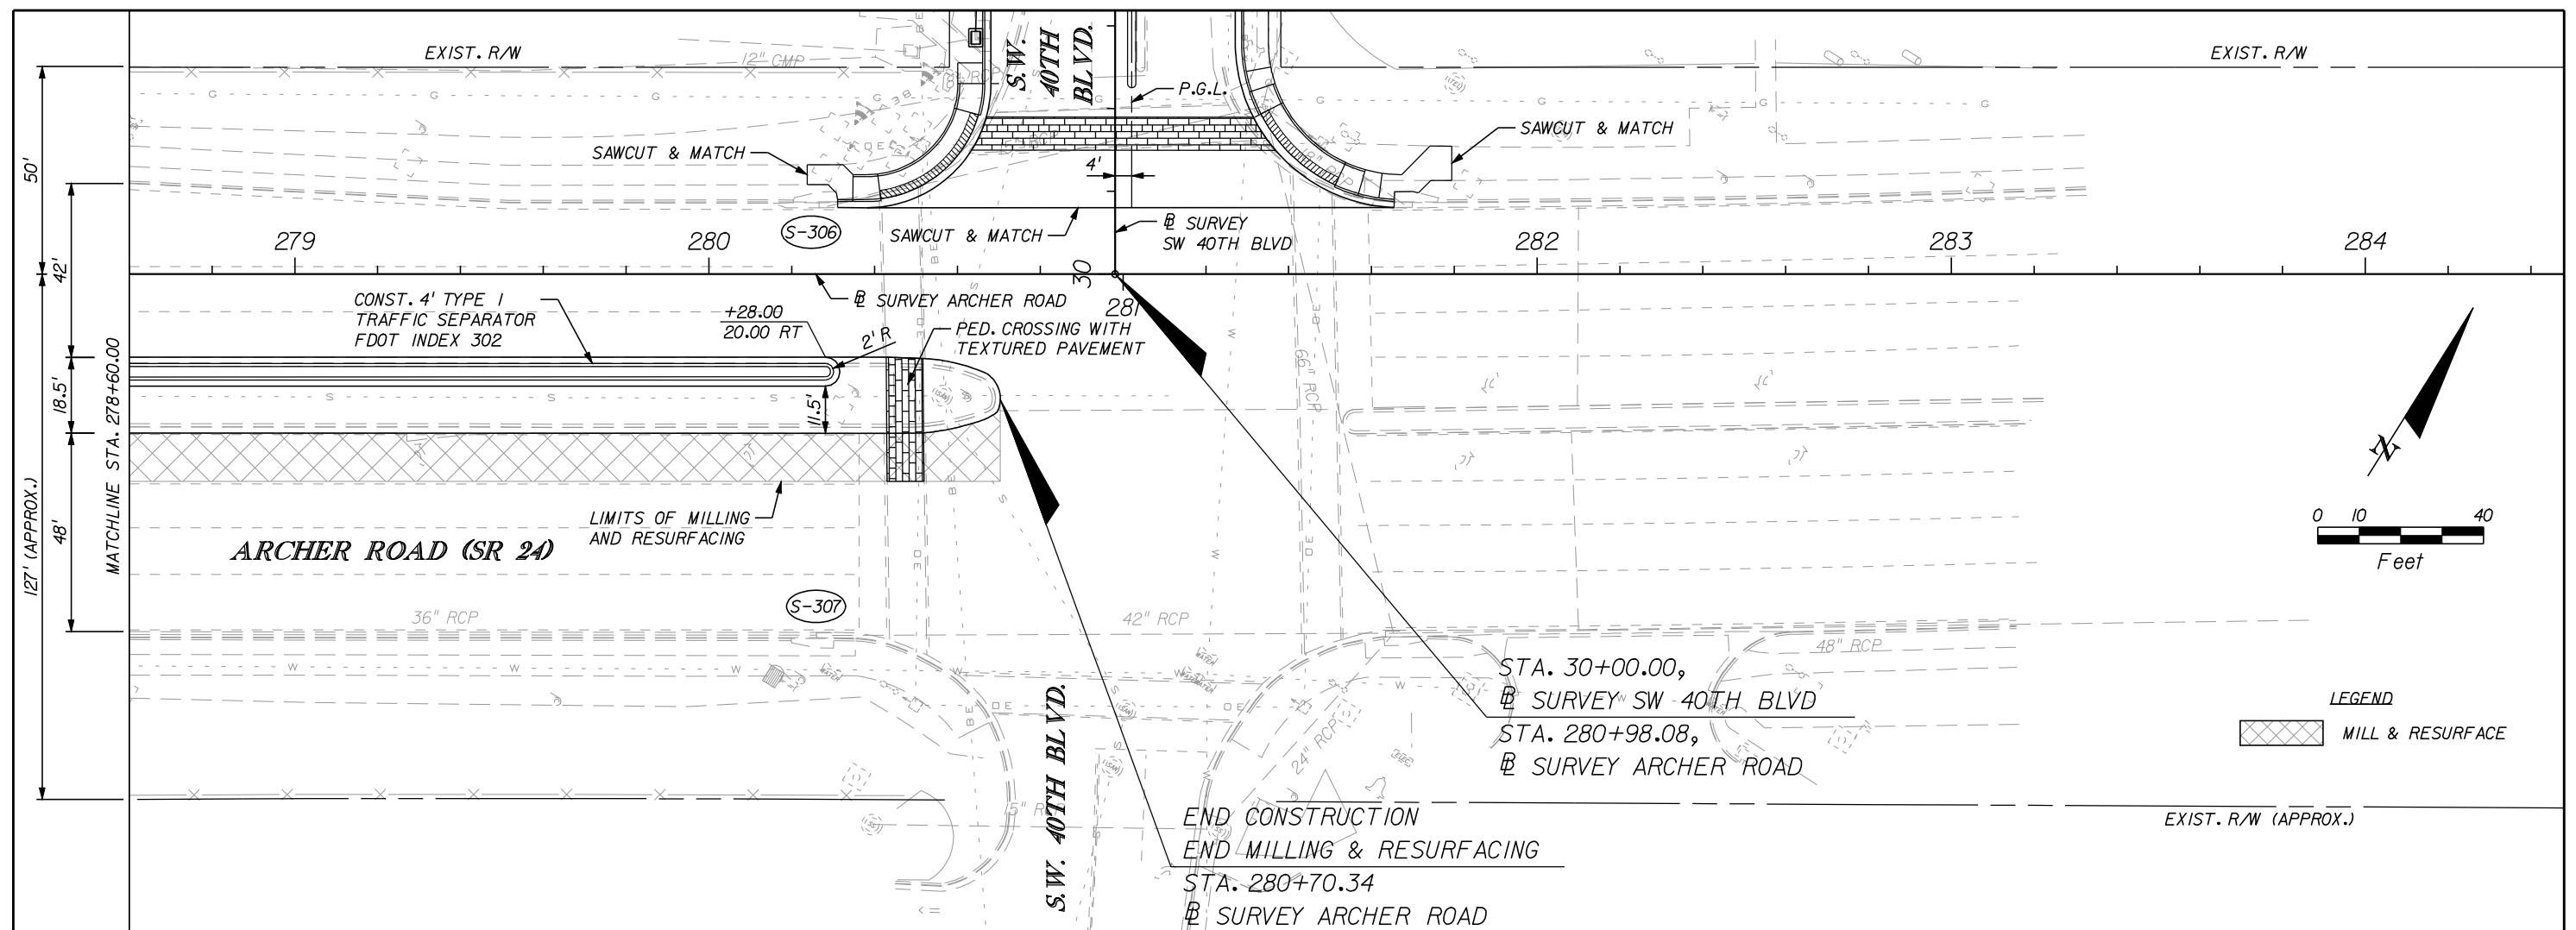 EXIST. R/W
12" CMP
S.W.
40TH
BLVD.
P.G.L.
EXIST. R/W
SAWCUT & MATCH
SAWCUT & MATCH
4'
50'
S-306
SAWCUT & MATCH
BL SURVEY
SW 40TH BLVD
279
280
282
283
284
42'
30
281
BL SURVEY ARCHER ROAD
CONST. 4' TYPE I
TRAFFIC SEPARATOR
FDOT INDEX 302
+28.00
20.00 RT
2' R
PED. CROSSING WITH
TEXTURED PAVEMENT
MATCHLINE STA. 278+60.00
18.5'
11.5'
66" RCP
N
127' (APPROX.)
48'
LIMITS OF MILLING
AND RESURFACING
ARCHER ROAD (SR 24)
0 10 40
Feet
S-307
36" RCP
42" RCP
48" RCP
STA. 30+00.00,
BL SURVEY SW 40TH BLVD
STA. 280+98.08,
BL SURVEY ARCHER ROAD
LEGEND
MILL & RESURFACE
24" RCP
S.W. 40TH BLVD.
END CONSTRUCTION
END MILLING & RESURFACING
STA. 280+70.34
BL SURVEY ARCHER ROAD
EXIST. R/W (APPROX.)